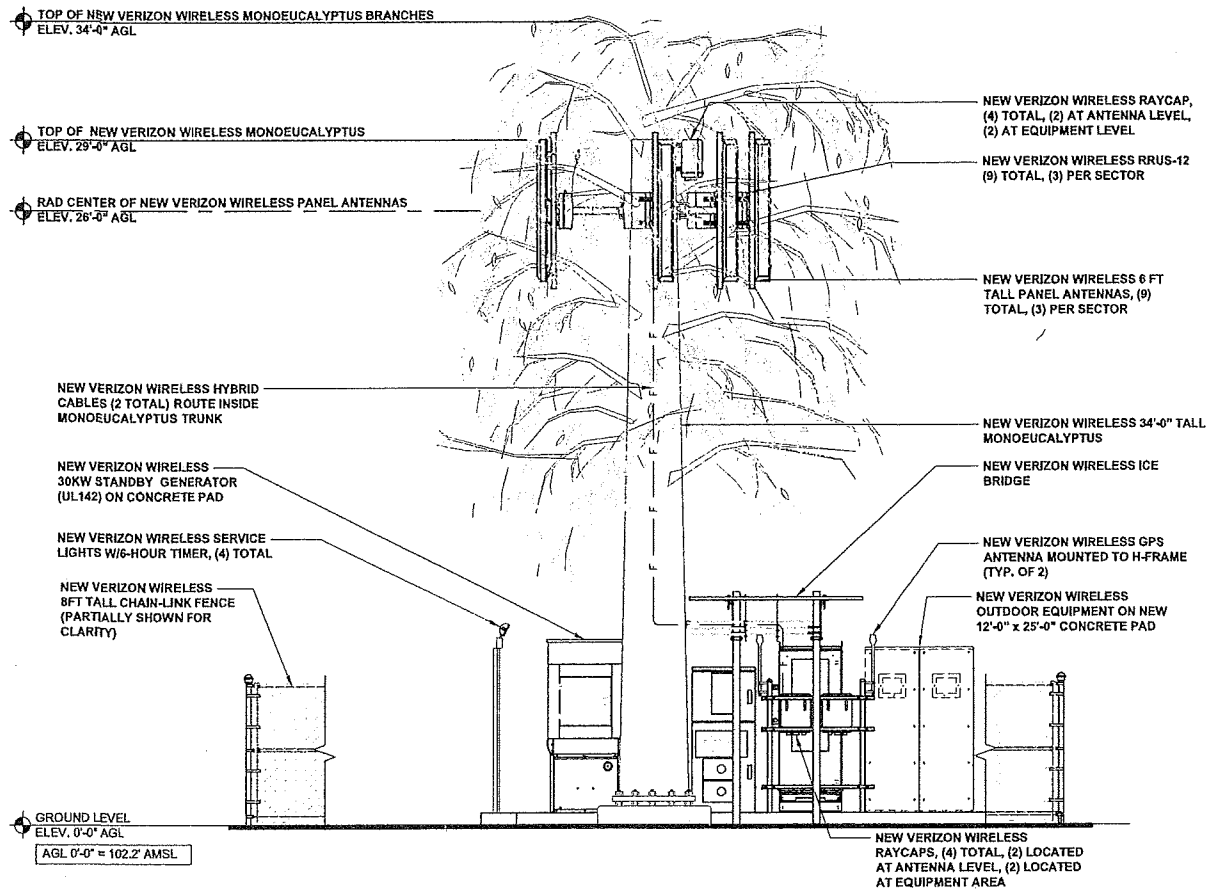 TOP OF NEW VERIZON WIRELESS MONOEUCALYPTUS BRANCHES
ELEV. 34'-0" AGL
TOP OF NEW VERIZON WIRELESS MONOEUCALYPTUS
ELEV. 29'-0" AGL
RAD CENTER OF NEW VERIZON WIRELESS PANEL ANTENNAS
ELEV. 26'-0" AGL
NEW VERIZON WIRELESS HYBRID
CABLES (2 TOTAL) ROUTE INSIDE
MONOEUCALYPTUS TRUNK
NEW VERIZON WIRELESS
30KW STANDBY GENERATOR
(UL142) ON CONCRETE PAD
NEW VERIZON WIRELESS SERVICE
LIGHTS W/6-HOUR TIMER, (4) TOTAL
NEW VERIZON WIRELESS
8FT TALL CHAIN-LINK FENCE
(PARTIALLY SHOWN FOR
CLARITY)
GROUND LEVEL
ELEV. 0'-0" AGL
AGL 0'-0" = 102.2' AMSL
NEW VERIZON WIRELESS RAYCAP,
(4) TOTAL, (2) AT ANTENNA LEVEL,
(2) AT EQUIPMENT LEVEL
NEW VERIZON WIRELESS RRUS-12
(9) TOTAL, (3) PER SECTOR
NEW VERIZON WIRELESS 6 FT
TALL PANEL ANTENNAS, (9)
TOTAL, (3) PER SECTOR
NEW VERIZON WIRELESS 34'-0" TALL
MONOEUCALYPTUS
NEW VERIZON WIRELESS ICE
BRIDGE
NEW VERIZON WIRELESS GPS
ANTENNA MOUNTED TO H-FRAME
(TYP. OF 2)
NEW VERIZON WIRELESS
OUTDOOR EQUIPMENT ON NEW
12'-0" x 25'-0" CONCRETE PAD
NEW VERIZON WIRELESS
RAYCAPS, (4) TOTAL, (2) LOCATED
AT ANTENNA LEVEL, (2) LOCATED
AT EQUIPMENT AREA